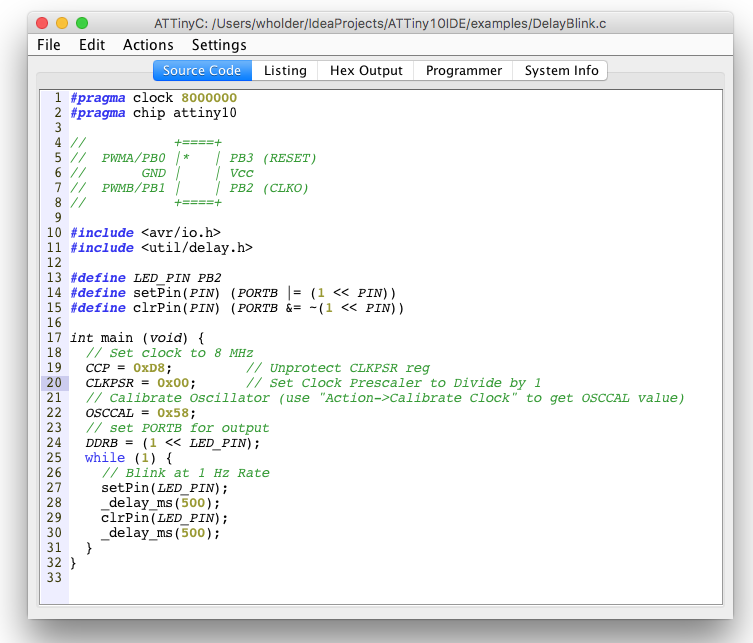 ATTinyC: /Users/wholder/IdeaProjects/ATTiny10IDE/examples/DelayBlink.c
File Edit Actions Settings
Source Code Listing Hex Output Programmer System Info
1 #pragma clock 8000000
2 #pragma chip attiny10
3
4 //           +====+
5 //  PWMA/PB0 |*   | PB3 (RESET)
6 //       GND |    | Vcc
7 //  PWMB/PB1 |    | PB2 (CLKO)
8 //           +====+
9
10 #include <avr/io.h>
11 #include <util/delay.h>
12
13 #define LED_PIN PB2
14 #define setPin(PIN) (PORTB |= (1 << PIN))
15 #define clrPin(PIN) (PORTB &= ~(1 << PIN))
16
17 int main (void) {
18   // Set clock to 8 MHz
19   CCP = 0xD8;         // Unprotect CLKPSR reg
20   CLKPSR = 0x00;      // Set Clock Prescaler to Divide by 1
21   // Calibrate Oscillator (use "Action->Calibrate Clock" to get OSCCAL value)
22   OSCCAL = 0x58;
23   // set PORTB for output
24   DDRB = (1 << LED_PIN);
25   while (1) {
26     // Blink at 1 Hz Rate
27     setPin(LED_PIN);
28     _delay_ms(500);
29     clrPin(LED_PIN);
30     _delay_ms(500);
31   }
32 }
33